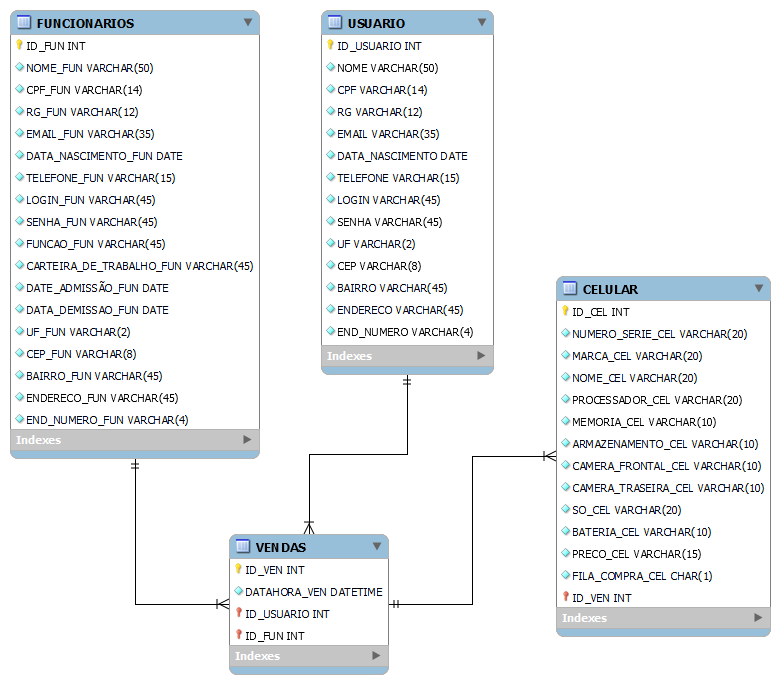 FUNCIONARIOS
ID_FUN INT
NOME_FUN VARCHAR(50)
CPF_FUN VARCHAR(14)
RG_FUN VARCHAR(12)
EMAIL_FUN VARCHAR(35)
DATA_NASCIMENTO_FUN DATE
TELEFONE_FUN VARCHAR(15)
LOGIN_FUN VARCHAR(45)
SENHA_FUN VARCHAR(45)
FUNCAO_FUN VARCHAR(45)
CARTEIRA_DE_TRABALHO_FUN VARCHAR(45)
DATE_ADMISSÃO_FUN DATE
DATA_DEMISSAO_FUN DATE
UF_FUN VARCHAR(2)
CEP_FUN VARCHAR(8)
BAIRRO_FUN VARCHAR(45)
ENDERECO_FUN VARCHAR(45)
END_NUMERO_FUN VARCHAR(4)
Indexes
USUARIO
ID_USUARIO INT
NOME VARCHAR(50)
CPF VARCHAR(14)
RG VARCHAR(12)
EMAIL VARCHAR(35)
DATA_NASCIMENTO DATE
TELEFONE VARCHAR(15)
LOGIN VARCHAR(45)
SENHA VARCHAR(45)
UF VARCHAR(2)
CEP VARCHAR(8)
BAIRRO VARCHAR(45)
ENDERECO VARCHAR(45)
END_NUMERO VARCHAR(4)
Indexes
CELULAR
ID_CEL INT
NUMERO_SERIE_CEL VARCHAR(20)
MARCA_CEL VARCHAR(20)
NOME_CEL VARCHAR(20)
PROCESSADOR_CEL VARCHAR(20)
MEMORIA_CEL VARCHAR(10)
ARMAZENAMENTO_CEL VARCHAR(10)
CAMERA_FRONTAL_CEL VARCHAR(10)
CAMERA_TRASEIRA_CEL VARCHAR(10)
SO_CEL VARCHAR(20)
BATERIA_CEL VARCHAR(10)
PRECO_CEL VARCHAR(15)
FILA_COMPRA_CEL CHAR(1)
ID_VEN INT
Indexes
VENDAS
ID_VEN INT
DATAHORA_VEN DATETIME
ID_USUARIO INT
ID_FUN INT
Indexes